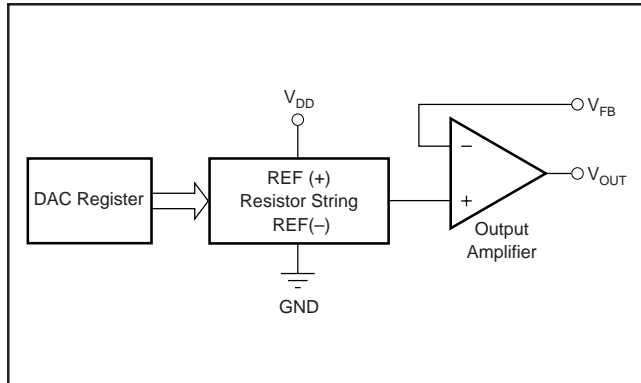 V_DD
V_FB
DAC Register
REF (+)
Resistor String
REF(–)
–
+
V_OUT
Output
Amplifier
GND